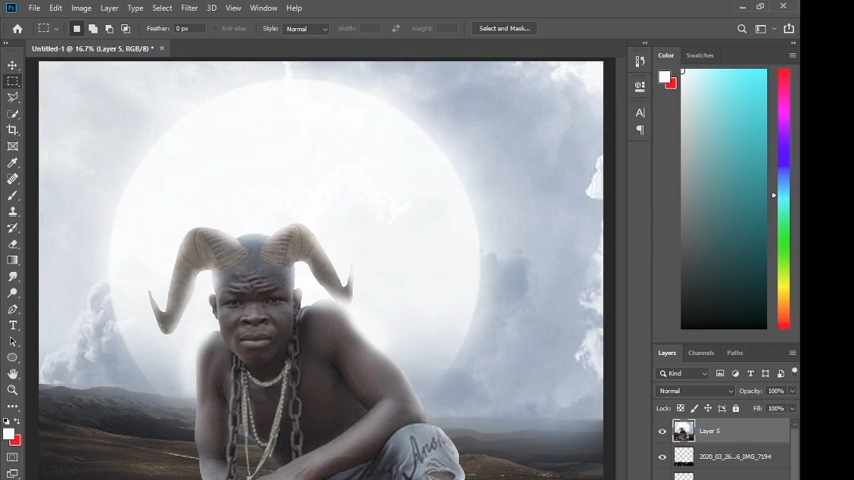 File Edit Image Layer Type Select Filter 3D View Window Help
Feather: 0 px Anti-alias Style: Normal Width: Height: Select and Mask...
Untitled-1 @ 16.7% (Layer 5, RGB/8) *
Color Swatches
Layers Channels Paths
Kind
Normal Opacity: 100%
Lock: Fill: 100%
Layer 5
2020_03_26...6_IMG_7194